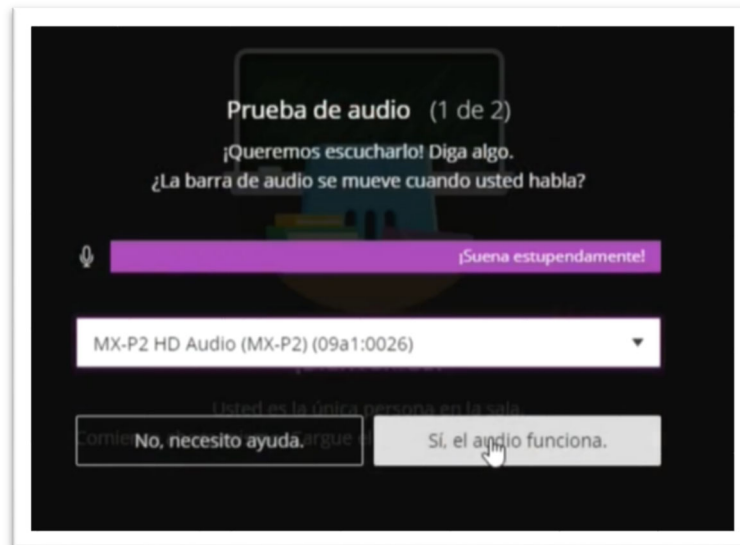 Prueba de audio (1 de 2)
¡Queremos escucharlo! Diga algo.
¿La barra de audio se mueve cuando usted habla?
¡Suena estupendamente!
MX-P2 HD Audio (MX-P2) (09a1:0026)
Usted es la única persona en la sala.
No, necesito ayuda.
Sí, el audio funciona.